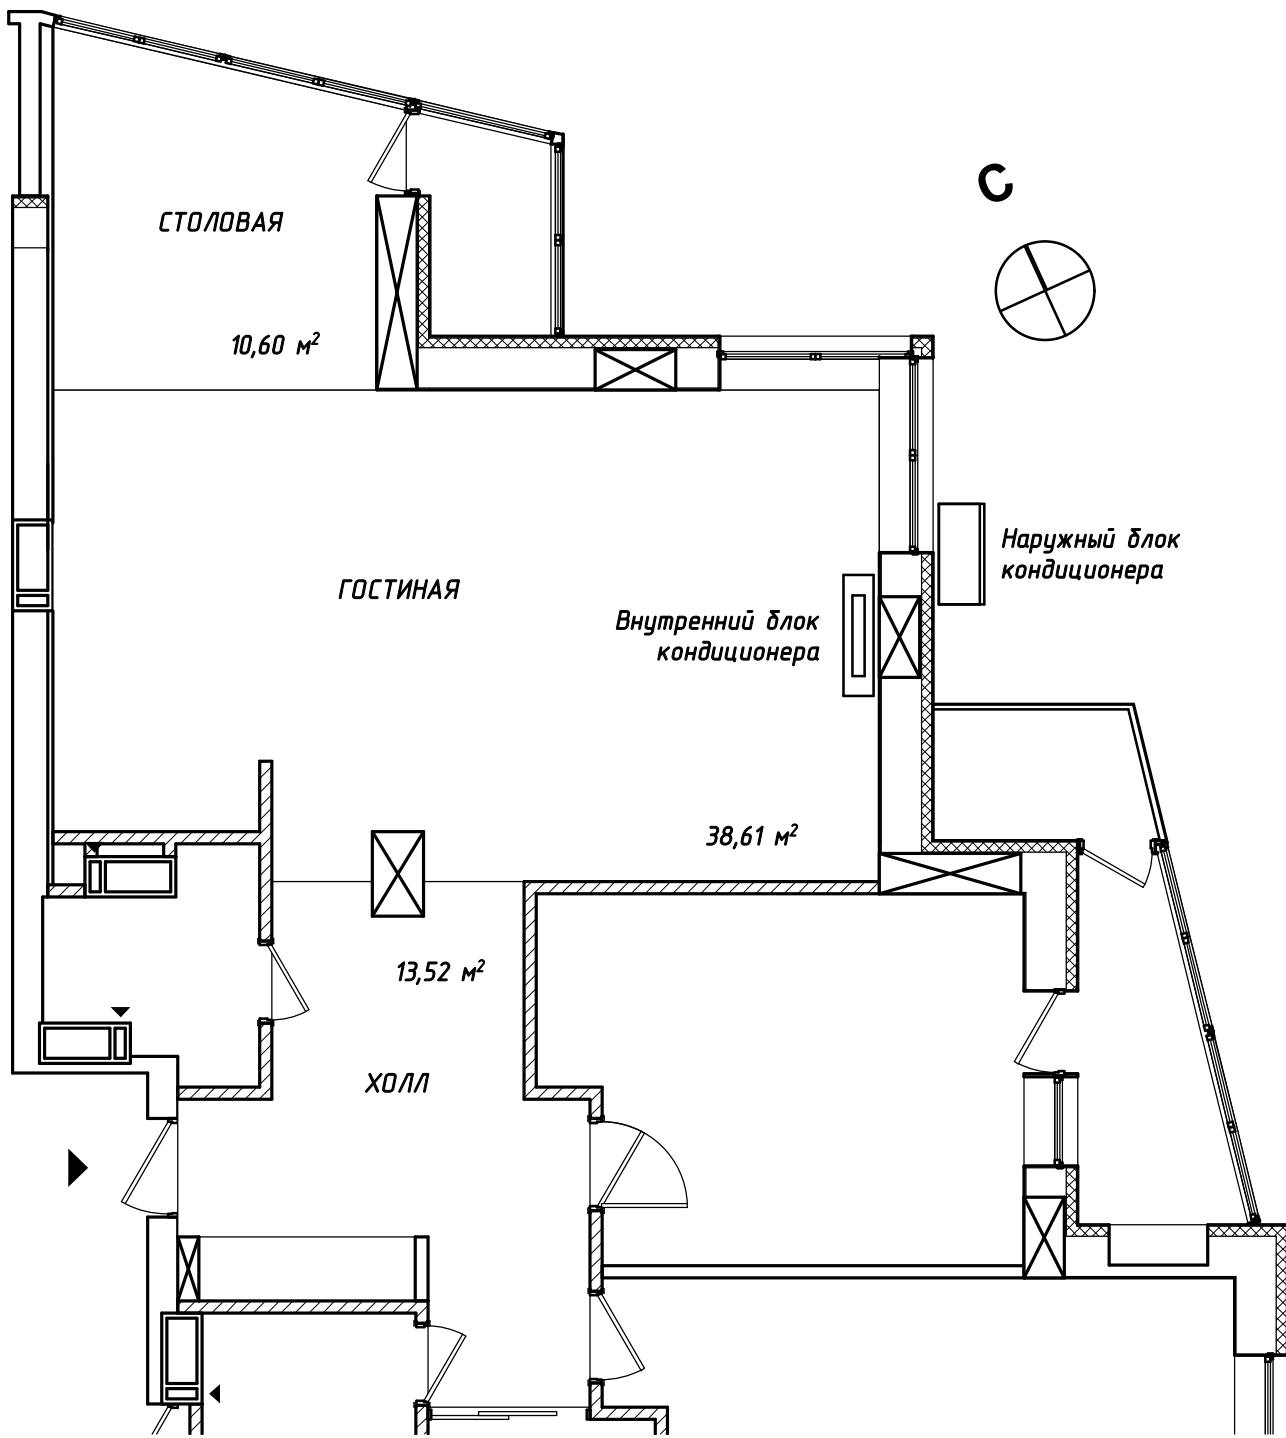 С
СТОЛОВАЯ
10,60 м²
ГОСТИНАЯ
Наружный блок
кондиционера
Внутренний блок
кондиционера
38,61 м²
13,52 м²
ХОЛЛ